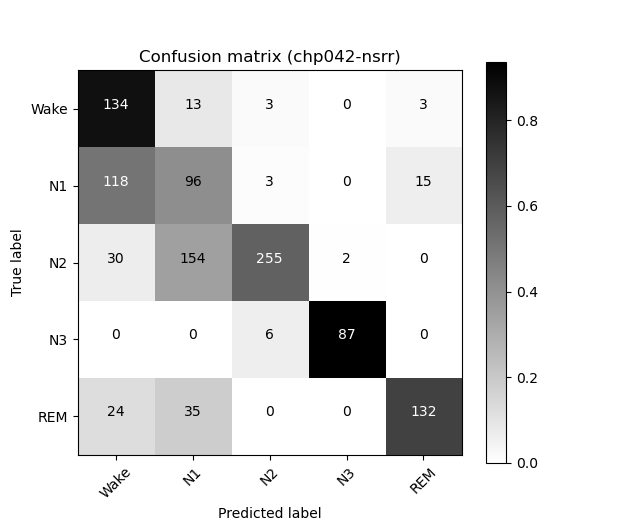 Confusion matrix (chp042-nsrr)
True label
Wake 134 13 3 0 3
N1 118 96 3 0 15
N2 30 154 255 2 0
N3 0 0 6 87 0
REM 24 35 0 0 132
Wake N1 N2 N3 REM
Predicted label
0.8
0.6
0.4
0.2
0.0